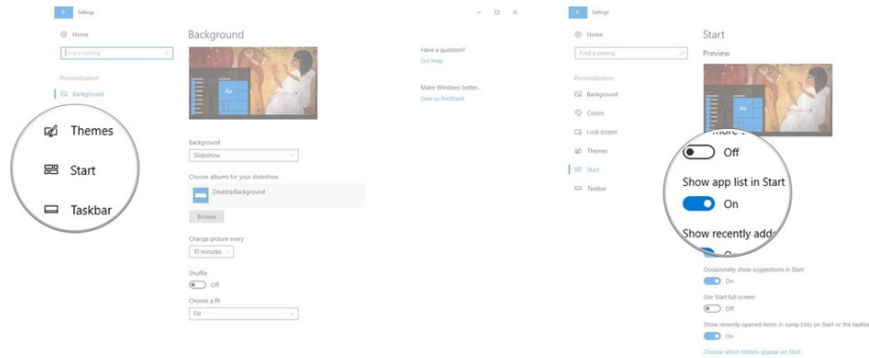 Settings
Home
Find a setting
Personalization
Background
Themes
Start
Taskbar
Background
Aa
Background
Slideshow
Choose albums for your slideshow
DesktopBackground
Browse
Change picture every
10 minutes
Shuffle
Off
Choose a fit
Fill
Have a question?
Get help
Make Windows better.
Give us feedback
Settings
Home
Find a setting
Personalization
Background
Colors
Lock screen
Themes
Start
Taskbar
Start
Preview
Aa
Off
Show app list in Start
On
Show recently
Occasionally show suggestions in Start
On
Use Start full screen
Off
Show recently opened items in Jump Lists on Start or the taskba
On
Choose which folders appear on Start